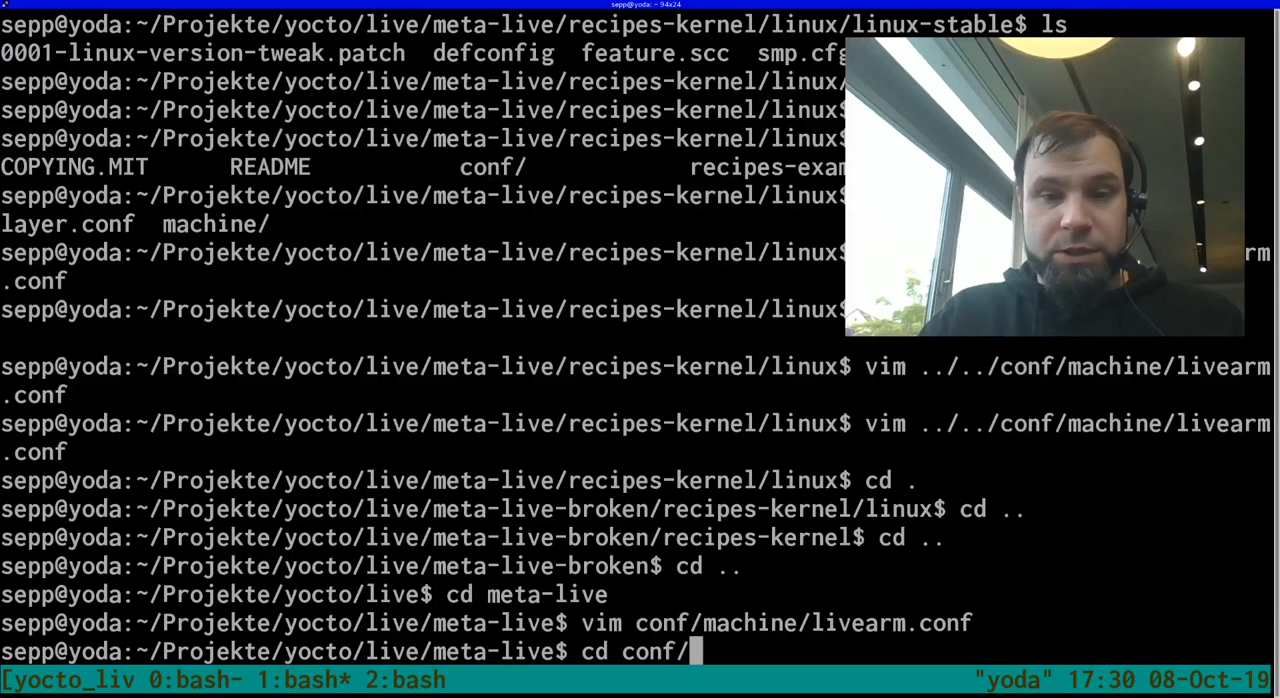 sepp@yoda: ~ 94x24
sepp@yoda:~/Projekte/yocto/live/meta-live/recipes-kernel/linux/linux-stable$ ls
0001-linux-version-tweak.patch  defconfig  feature.scc  smp.cfg
sepp@yoda:~/Projekte/yocto/live/meta-live/recipes-kernel/linux/
sepp@yoda:~/Projekte/yocto/live/meta-live/recipes-kernel/linux$
sepp@yoda:~/Projekte/yocto/live/meta-live/recipes-kernel/linux$
COPYING.MIT      README           conf/            recipes-exam
sepp@yoda:~/Projekte/yocto/live/meta-live/recipes-kernel/linux$
layer.conf  machine/
sepp@yoda:~/Projekte/yocto/live/meta-live/recipes-kernel/linux$ rm
.conf
sepp@yoda:~/Projekte/yocto/live/meta-live/recipes-kernel/linux$
sepp@yoda:~/Projekte/yocto/live/meta-live/recipes-kernel/linux$ vim ../../conf/machine/livearm
.conf
sepp@yoda:~/Projekte/yocto/live/meta-live/recipes-kernel/linux$ vim ../../conf/machine/livearm
.conf
sepp@yoda:~/Projekte/yocto/live/meta-live/recipes-kernel/linux$ cd .
sepp@yoda:~/Projekte/yocto/live/meta-live-broken/recipes-kernel/linux$ cd ..
sepp@yoda:~/Projekte/yocto/live/meta-live-broken/recipes-kernel$ cd ..
sepp@yoda:~/Projekte/yocto/live/meta-live-broken$ cd ..
sepp@yoda:~/Projekte/yocto/live$ cd meta-live
sepp@yoda:~/Projekte/yocto/live/meta-live$ vim conf/machine/livearm.conf
sepp@yoda:~/Projekte/yocto/live/meta-live$ cd conf/
[yocto_liv 0:bash- 1:bash* 2:bash "yoda" 17:30 08-Oct-19